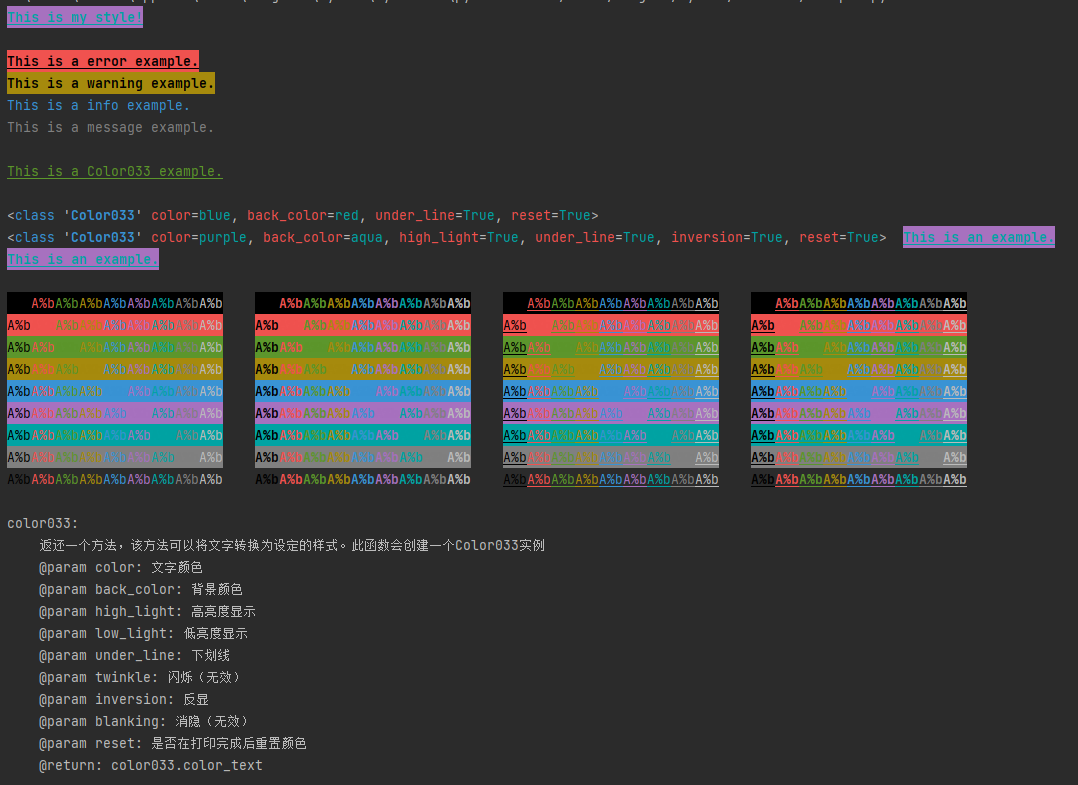 This is my style!
This is a error example.
This is a warning example.
This is a info example.
This is a message example.
This is a Color033 example.
<class 'Color033' color=blue, back_color=red, under_line=True, reset=True>
<class 'Color033' color=purple, back_color=aqua, high_light=True, under_line=True, inversion=True, reset=True>  This is an example.
This is an example.
A%bA%bA%bA%bA%bA%bA%bA%b A%bA%bA%bA%bA%bA%bA%bA%b A%bA%bA%bA%bA%bA%bA%bA%b A%bA%bA%bA%bA%bA%bA%bA%b
A%b   A%bA%bA%bA%bA%bA%bA%b A%b   A%bA%bA%bA%bA%bA%bA%b A%b   A%bA%bA%bA%bA%bA%bA%b A%b   A%bA%bA%bA%bA%bA%bA%b
A%bA%b   A%bA%bA%bA%bA%bA%b A%bA%b   A%bA%bA%bA%bA%bA%b A%bA%b   A%bA%bA%bA%bA%bA%b A%bA%b   A%bA%bA%bA%bA%bA%b
A%bA%bA%b   A%bA%bA%bA%bA%b A%bA%bA%b   A%bA%bA%bA%bA%b A%bA%bA%b   A%bA%bA%bA%bA%b A%bA%bA%b   A%bA%bA%bA%bA%b
A%bA%bA%bA%b   A%bA%bA%bA%b A%bA%bA%bA%b   A%bA%bA%bA%b A%bA%bA%bA%b   A%bA%bA%bA%b A%bA%bA%bA%b   A%bA%bA%bA%b
A%bA%bA%bA%bA%b   A%bA%bA%b A%bA%bA%bA%bA%b   A%bA%bA%b A%bA%bA%bA%bA%b   A%bA%bA%b A%bA%bA%bA%bA%b   A%bA%bA%b
A%bA%bA%bA%bA%bA%b   A%bA%b A%bA%bA%bA%bA%bA%b   A%bA%b A%bA%bA%bA%bA%bA%b   A%bA%b A%bA%bA%bA%bA%bA%b   A%bA%b
A%bA%bA%bA%bA%bA%bA%b   A%b A%bA%bA%bA%bA%bA%bA%b   A%b A%bA%bA%bA%bA%bA%bA%b   A%b A%bA%bA%bA%bA%bA%bA%b   A%b
A%bA%bA%bA%bA%bA%bA%bA%bA%b A%bA%bA%bA%bA%bA%bA%bA%bA%b A%bA%bA%bA%bA%bA%bA%bA%bA%b A%bA%bA%bA%bA%bA%bA%bA%bA%b
color033:
返还一个方法，该方法可以将文字转换为设定的样式。此函数会创建一个Color033实例
@param color: 文字颜色
@param back_color: 背景颜色
@param high_light: 高亮度显示
@param low_light: 低亮度显示
@param under_line: 下划线
@param twinkle: 闪烁（无效）
@param inversion: 反显
@param blanking: 消隐（无效）
@param reset: 是否在打印完成后重置颜色
@return: color033.color_text